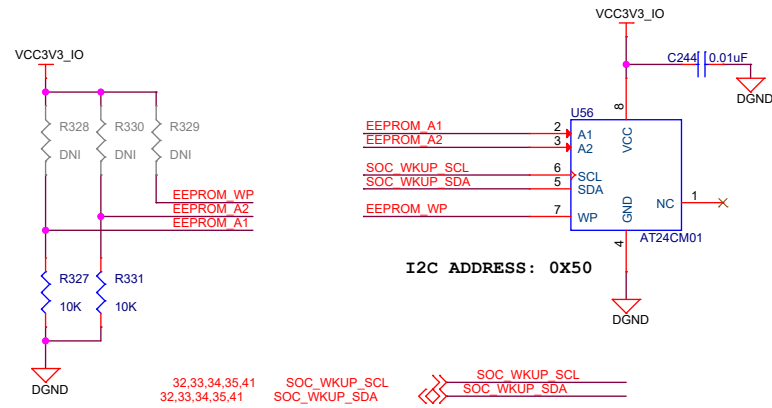 VCC3V3_IO
R328
DNI
R330
DNI
R329
DNI
EEPROM_WP
EEPROM_A2
EEPROM_A1
R327
10K
R331
10K
DGND
VCC3V3_IO
C244 0.01uF
DGND
U56
8
VCC
EEPROM_A1 2 A1
EEPROM_A2 3 A2
SOC_WKUP_SCL 6 SCL
SOC_WKUP_SDA 5 SDA
EEPROM_WP 7 WP
GND
4
NC 1
AT24CM01
I2C ADDRESS: 0X50
DGND
32,33,34,35,41 SOC_WKUP_SCL SOC_WKUP_SCL
32,33,34,35,41 SOC_WKUP_SDA SOC_WKUP_SDA